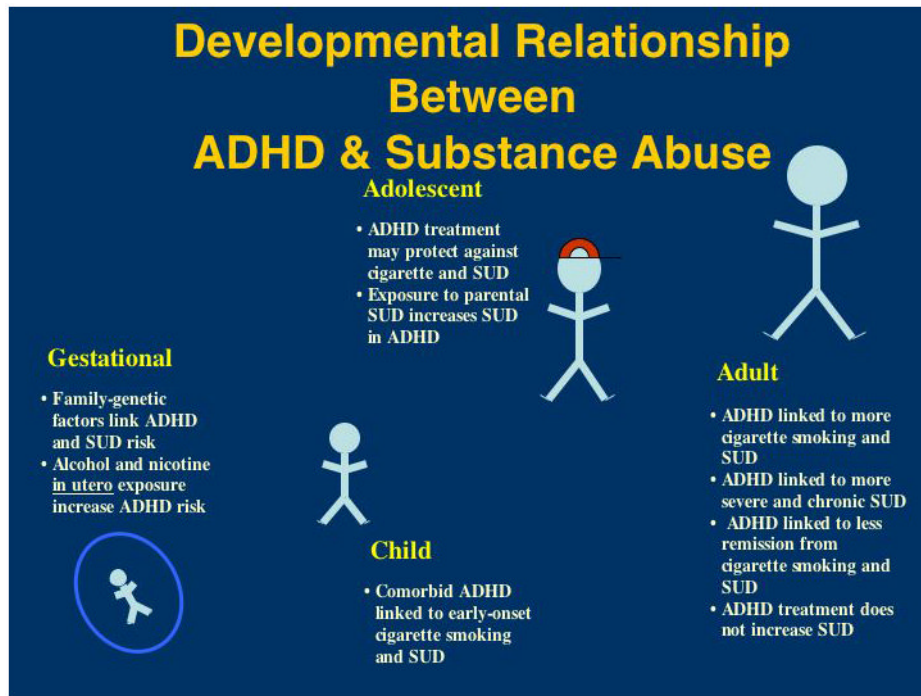 Developmental Relationship
Between
ADHD & Substance Abuse
Gestational
• Family-genetic
factors link ADHD
and SUD risk
• Alcohol and nicotine
in utero exposure
increase ADHD risk
Child
• Comorbid ADHD
linked to early-onset
cigarette smoking
and SUD
Adolescent
• ADHD treatment
may protect against
cigarette and SUD
• Exposure to parental
SUD increases SUD
in ADHD
Adult
• ADHD linked to more
cigarette smoking and
SUD
• ADHD linked to more
severe and chronic SUD
• ADHD linked to less
remission from
cigarette smoking and
SUD
• ADHD treatment does
not increase SUD